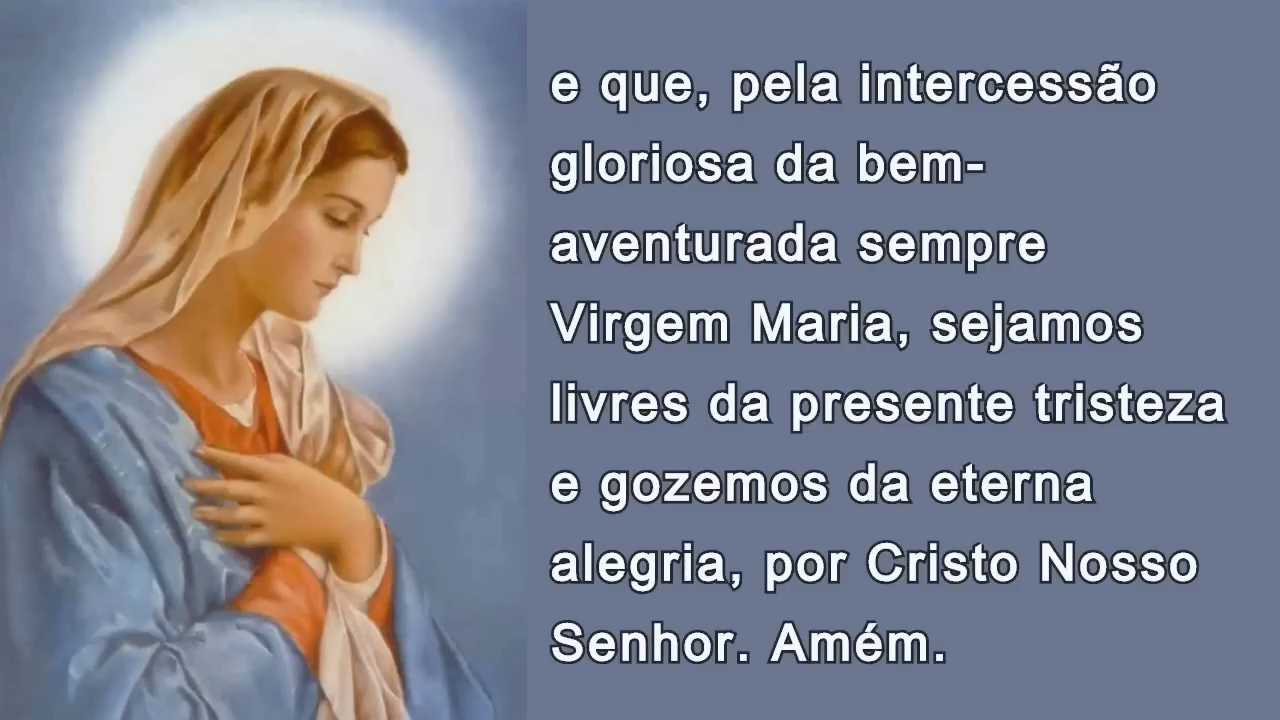 e que, pela intercessão
gloriosa da bem-
aventurada sempre
Virgem Maria, sejamos
livres da presente tristeza
e gozemos da eterna
alegria, por Cristo Nosso
Senhor. Amém.